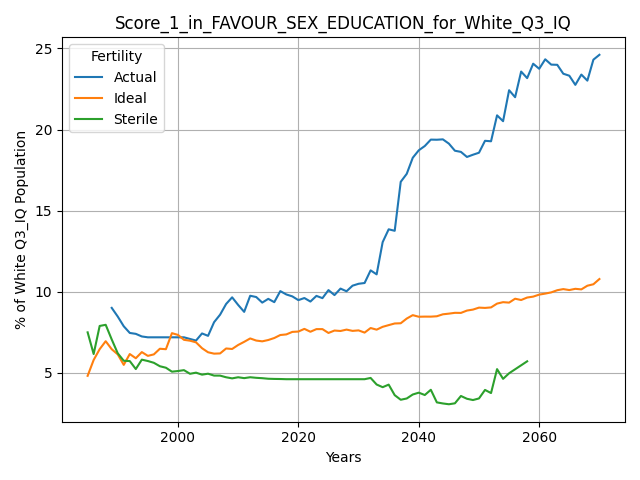 Score_1_in_FAVOUR_SEX_EDUCATION_for_White_Q3_IQ
Fertility
Actual
Ideal
Sterile
% of White Q3_IQ Population
25
20
15
10
5
2000 2020 2040 2060
Years